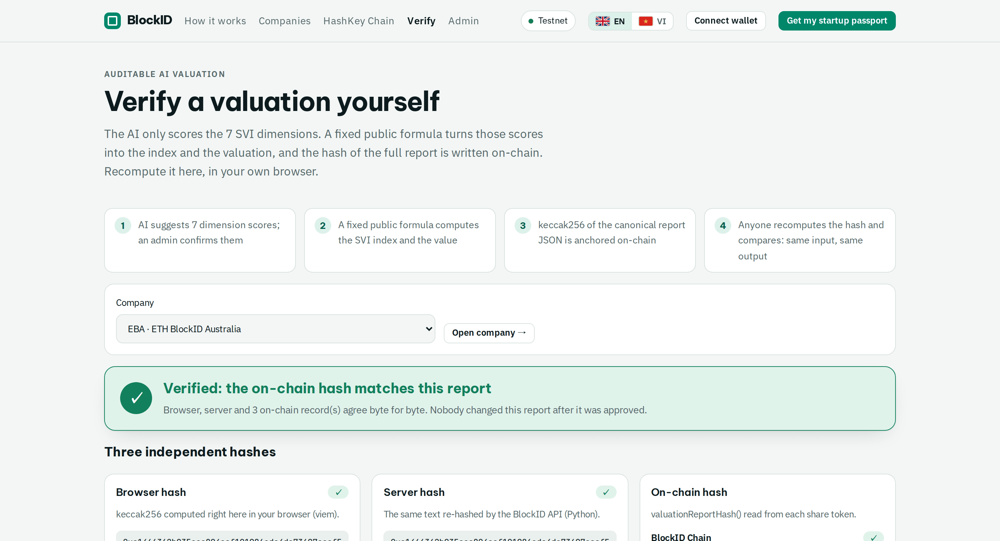 BlockID
How it works
Companies
HashKey Chain
Verify
Admin
Testnet
EN
VI
Connect wallet
Get my startup passport
AUDITABLE AI VALUATION
Verify a valuation yourself
The AI only scores the 7 SVI dimensions. A fixed public formula turns those scores
into the index and the valuation, and the hash of the full report is written on-chain.
Recompute it here, in your own browser.
1
AI suggests 7 dimension scores;
an admin confirms them
2
A fixed public formula computes
the SVI index and the value
3
keccak256 of the canonical report
JSON is anchored on-chain
4
Anyone recomputes the hash and
compares: same input, same
output
Company
EBA · ETH BlockID Australia
Open company →
✓
Verified: the on-chain hash matches this report
Browser, server and 3 on-chain record(s) agree byte for byte. Nobody changed this report after it was approved.
Three independent hashes
Browser hash ✓
keccak256 computed right here in your browser (viem).
Server hash ✓
The same text re-hashed by the BlockID API (Python).
On-chain hash
valuationReportHash() read from each share token.
BlockID Chain ✓